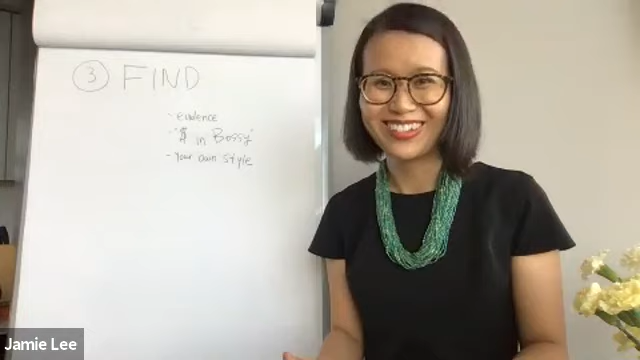 ③ FIND
- evidence
- "$ in Bossy"
- Your own style
Jamie Lee